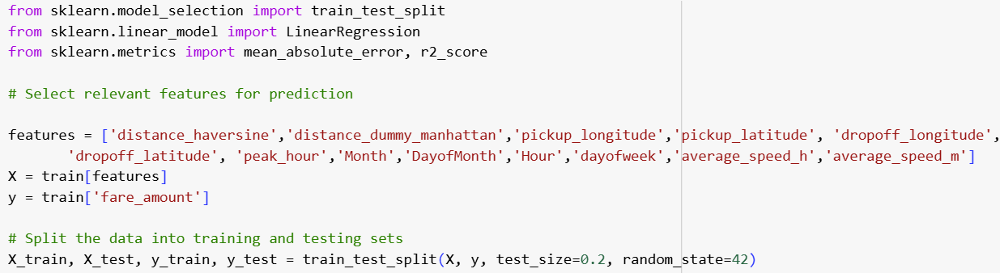 from sklearn.model_selection import train_test_split
from sklearn.linear_model import LinearRegression
from sklearn.metrics import mean_absolute_error, r2_score
# Select relevant features for prediction
features = ['distance_haversine','distance_dummy_manhattan','pickup_longitude','pickup_latitude', 'dropoff_longitude',
'dropoff_latitude', 'peak_hour','Month','DayofMonth','Hour','dayofweek','average_speed_h','average_speed_m']
X = train[features]
y = train['fare_amount']
# Split the data into training and testing sets
X_train, X_test, y_train, y_test = train_test_split(X, y, test_size=0.2, random_state=42)